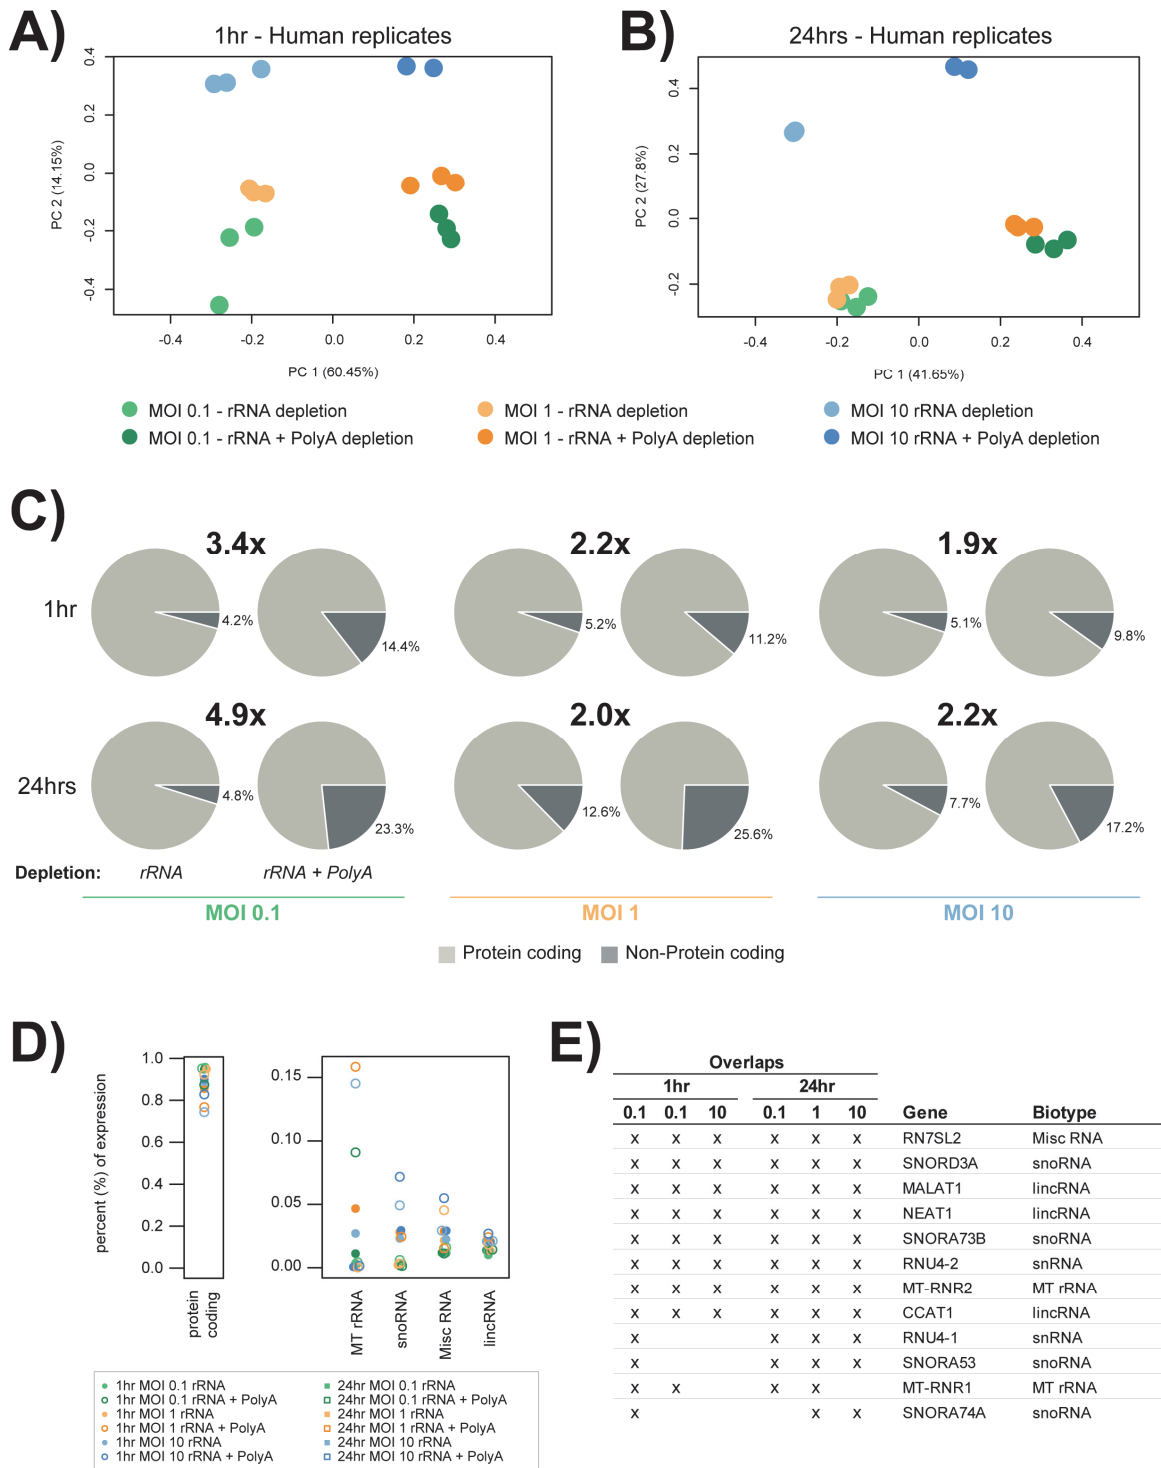 A)
1hr - Human replicates
0.4
0.2
0.0
-0.2
-0.4
PC 2 (14.15%)
-0.4 -0.2 0.0 0.2 0.4
PC 1 (60.45%)
B)
24hrs - Human replicates
0.4
0.2
0.0
-0.2
PC 2 (27.8%)
-0.4 -0.2 0.0 0.2 0.4
PC 1 (41.65%)
MOI 0.1 - rRNA depletion
MOI 1 - rRNA depletion
MOI 10 rRNA depletion
MOI 0.1 - rRNA + PolyA depletion
MOI 1 - rRNA + PolyA depletion
MOI 10 rRNA + PolyA depletion
C)
3.4x 2.2x 1.9x
1hr
4.2% 14.4% 5.2% 11.2% 5.1% 9.8%
4.9x 2.0x 2.2x
24hrs
4.8% 23.3% 12.6% 25.6% 7.7% 17.2%
Depletion: rRNA rRNA + PolyA
MOI 0.1 MOI 1 MOI 10
Protein coding Non-Protein coding
D)
percent (%) of expression
1.0
0.8
0.6
0.4
0.2
0.0
protein
coding
0.15
0.10
0.05
0.00
MT rRNA
snoRNA
Misc RNA
lincRNA
1hr MOI 0.1 rRNA
1hr MOI 0.1 rRNA + PolyA
1hr MOI 1 rRNA
1hr MOI 1 rRNA + PolyA
1hr MOI 10 rRNA
1hr MOI 10 rRNA + PolyA
24hr MOI 0.1 rRNA
24hr MOI 0.1 rRNA + PolyA
24hr MOI 1 rRNA
24hr MOI 1 rRNA + PolyA
24hr MOI 10 rRNA
24hr MOI 10 rRNA + PolyA
E)
Overlaps
1hr 24hr
0.1 0.1 10 0.1 1 10 Gene Biotype
x x x x x x RN7SL2 Misc RNA
x x x x x x SNORD3A snoRNA
x x x x x x MALAT1 lincRNA
x x x x x x NEAT1 lincRNA
x x x x x x SNORA73B snoRNA
x x x x x x RNU4-2 snRNA
x x x x x x MT-RNR2 MT rRNA
x x x x x x CCAT1 lincRNA
x x x x RNU4-1 snRNA
x x x x SNORA53 snoRNA
x x x x MT-RNR1 MT rRNA
x x x SNORA74A snoRNA